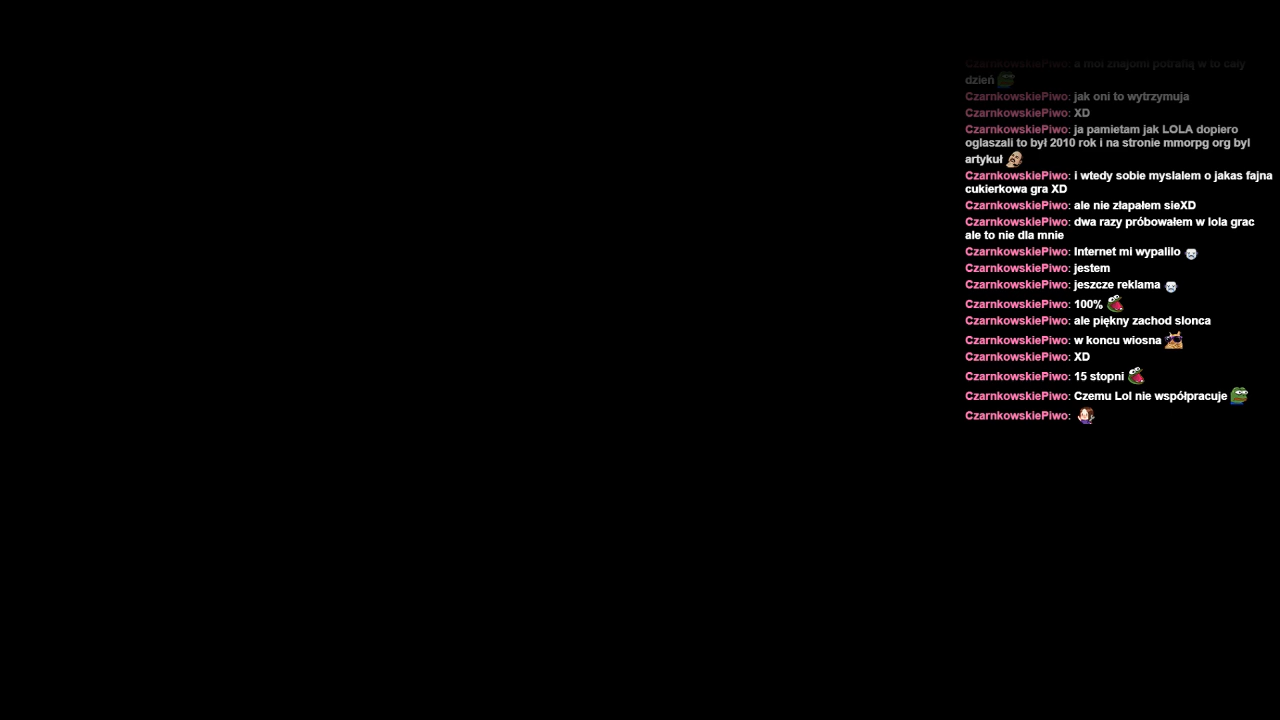 CzarnkowskiePiwo: a moi znajomi potrafią w to cały
dzień
CzarnkowskiePiwo: jak oni to wytrzymuja
CzarnkowskiePiwo: XD
CzarnkowskiePiwo: ja pamietam jak LOLA dopiero
oglaszali to był 2010 rok i na stronie mmorpg org byl
artykuł
CzarnkowskiePiwo: i wtedy sobie myslalem o jakas fajna
cukierkowa gra XD
CzarnkowskiePiwo: ale nie złapałem sieXD
CzarnkowskiePiwo: dwa razy próbowałem w lola grac
ale to nie dla mnie
CzarnkowskiePiwo: Internet mi wypalilo
CzarnkowskiePiwo: jestem
CzarnkowskiePiwo: jeszcze reklama
CzarnkowskiePiwo: 100%
CzarnkowskiePiwo: ale piękny zachod slonca
CzarnkowskiePiwo: w koncu wiosna
CzarnkowskiePiwo: XD
CzarnkowskiePiwo: 15 stopni
CzarnkowskiePiwo: Czemu Lol nie współpracuje
CzarnkowskiePiwo: